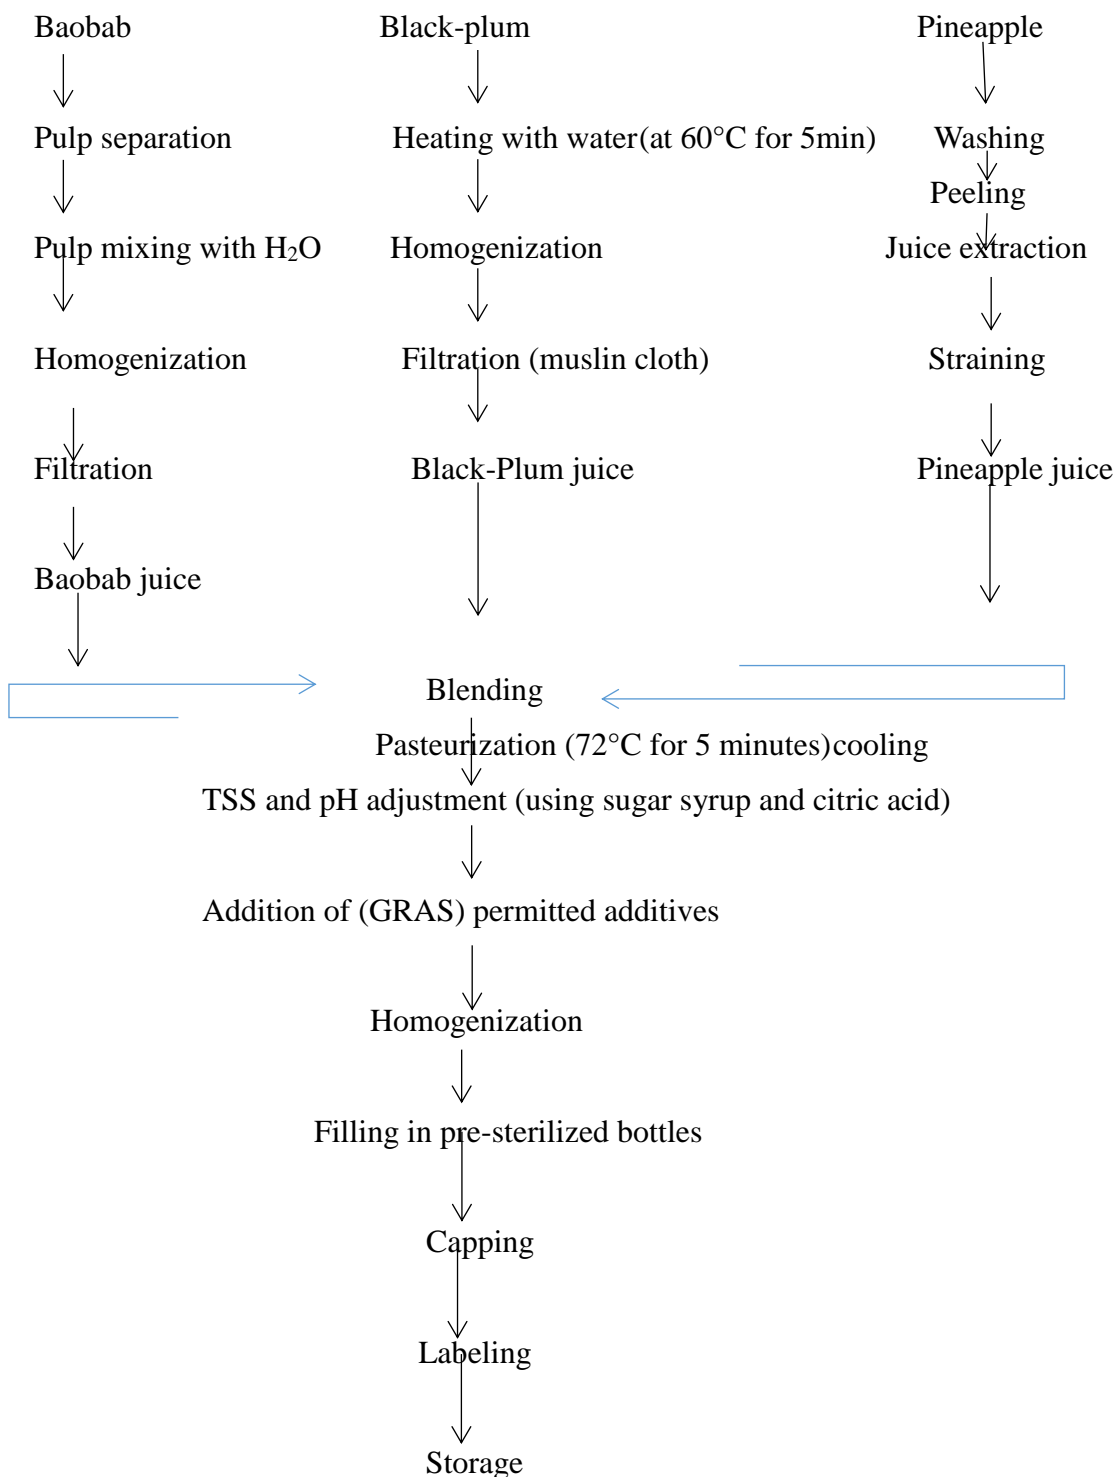 Baobab Black-plum Pineapple
Pulp separation Heating with water(at 60°C for 5min) Washing
Peeling
Pulp mixing with H₂O Homogenization Juice extraction
Homogenization Filtration (muslin cloth) Straining
Filtration Black-Plum juice Pineapple juice
Baobab juice
Blending
Pasteurization (72°C for 5 minutes)cooling
TSS and pH adjustment (using sugar syrup and citric acid)
Addition of (GRAS) permitted additives
Homogenization
Filling in pre-sterilized bottles
Capping
Labeling
Storage